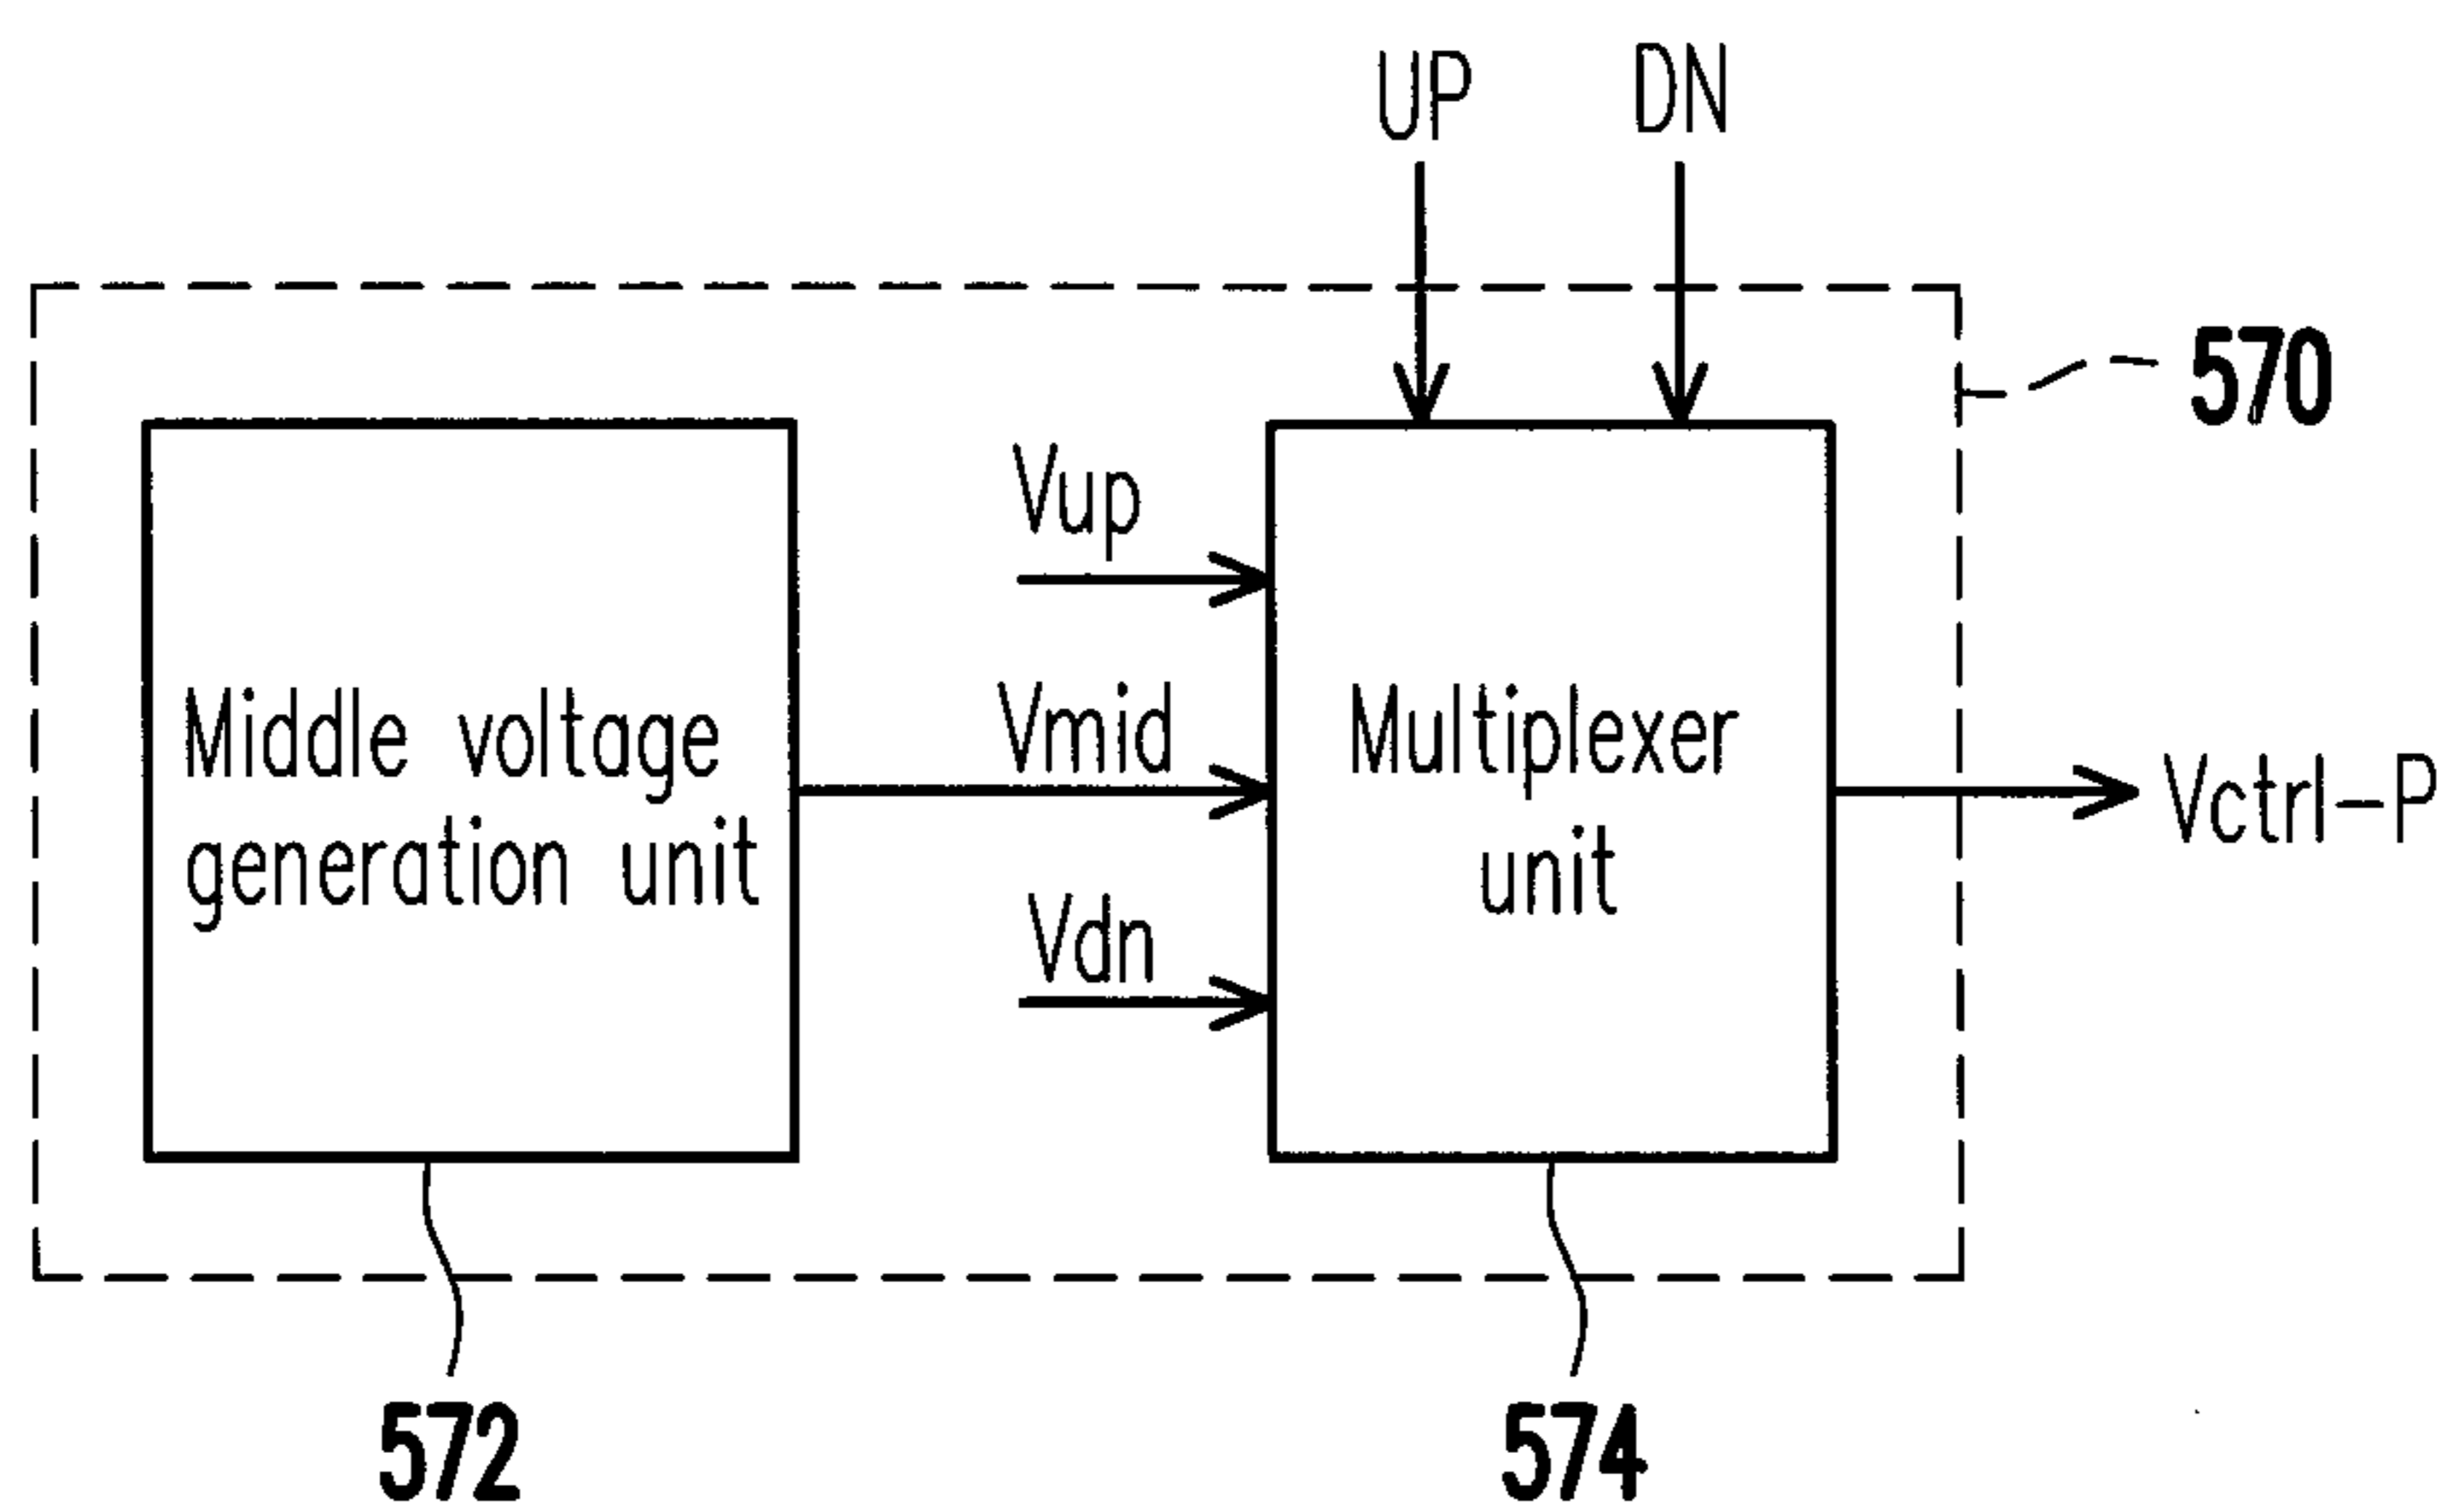 UP DN
570
Vup
Middle voltage
generation unit
Vmid
Multiplexer
unit
Vctrl-P
Vdn
572
574